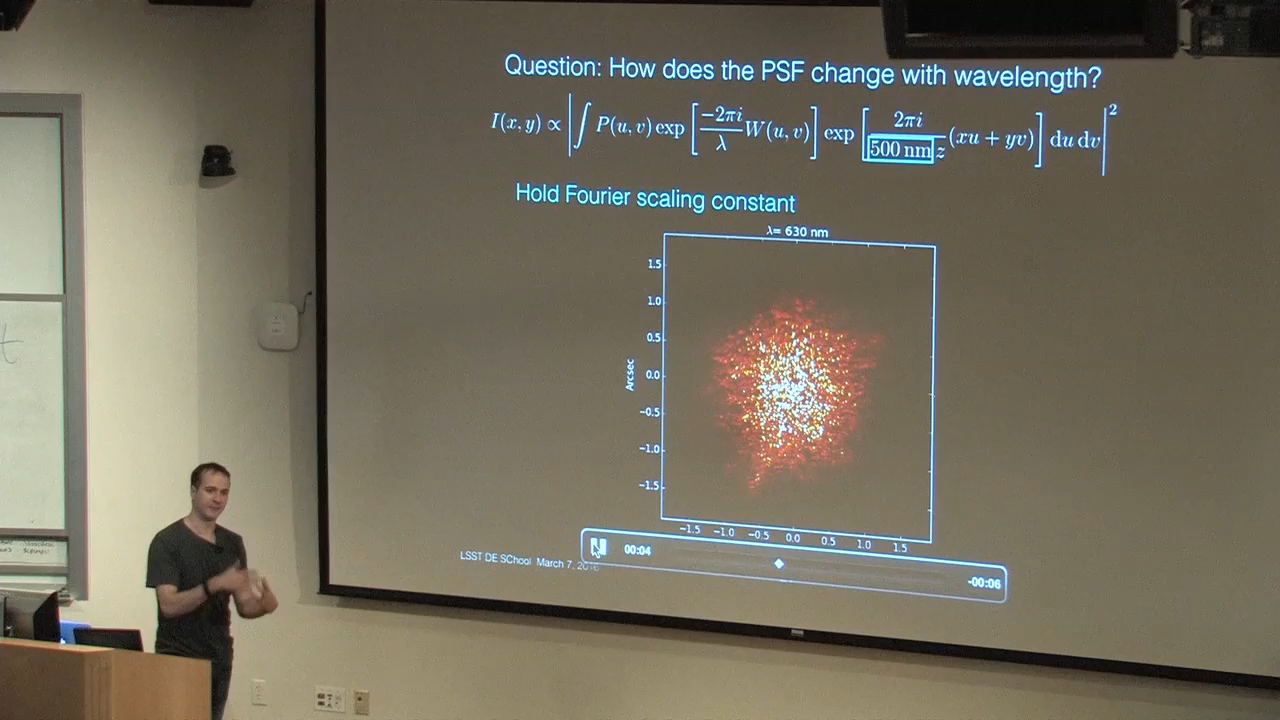 Question: How does the PSF change with wavelength?
I(x, y) ∝ | ∫ P(u, v) exp [ −2πi / λ W(u, v) ] exp [ 2πi / 500 nm z (xu + yv) ] du dv |²
Hold Fourier scaling constant
λ= 630 nm
1.5
1.0
0.5
0.0
−0.5
−1.0
−1.5
Arcsec
−1.5 −1.0 −0.5 0.0 0.5 1.0 1.5
00:04
-00:06
LSST DE SChool March 7,